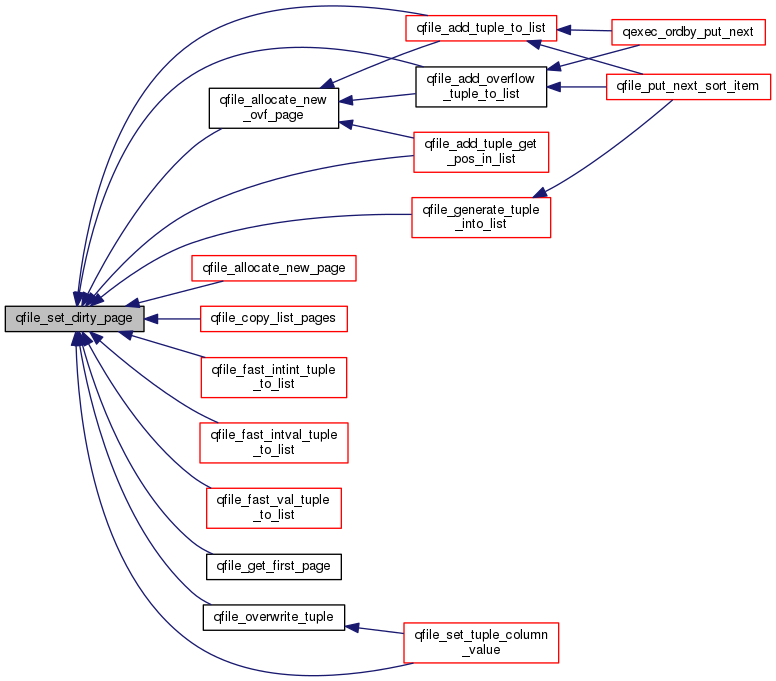 qfile_add_tuple_to_list
qexec_ordby_put_next
qfile_add_overflow
_tuple_to_list
qfile_put_next_sort_item
qfile_allocate_new
_ovf_page
qfile_add_tuple_get
_pos_in_list
qfile_generate_tuple
_into_list
qfile_allocate_new_page
qfile_set_dirty_page
qfile_copy_list_pages
qfile_fast_intint_tuple
_to_list
qfile_fast_intval_tuple
_to_list
qfile_fast_val_tuple
_to_list
qfile_get_first_page
qfile_overwrite_tuple
qfile_set_tuple_column
_value